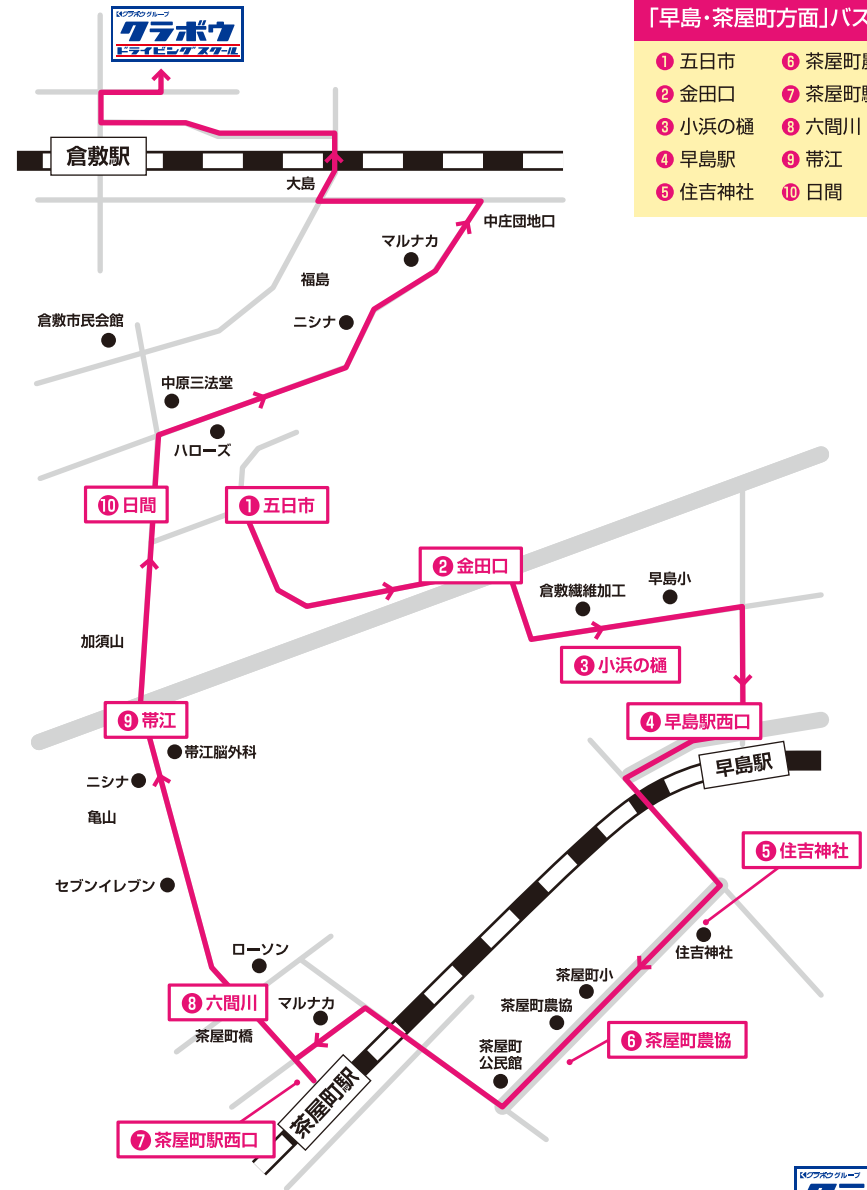 クラボウグループ
クラボウ
ドライビングスクール
「早島・茶屋町方面」バス
❶ 五日市
❷ 金田口
❸ 小浜の樋
❹ 早島駅
❺ 住吉神社
❻ 茶屋町
❼ 茶屋町
❽ 六間川
❾ 帯江
❿ 日間
倉敷駅
大島
中庄団地口
マルナカ
福島
ニシナ
倉敷市民会館
中原三法堂
ハローズ
❿ 日間
❶ 五日市
❷ 金田口
倉敷繊維加工
早島小
❸ 小浜の樋
加須山
❾ 帯江
❹ 早島駅西口
帯江脳外科
早島駅
ニシナ
亀山
❺ 住吉神社
セブンイレブン
住吉神社
ローソン
茶屋町小
❽ 六間川
マルナカ
茶屋町農協
茶屋町橋
茶屋町
公民館
❻ 茶屋町農協
茶屋町駅
❼ 茶屋町駅西口
クラボウグループ